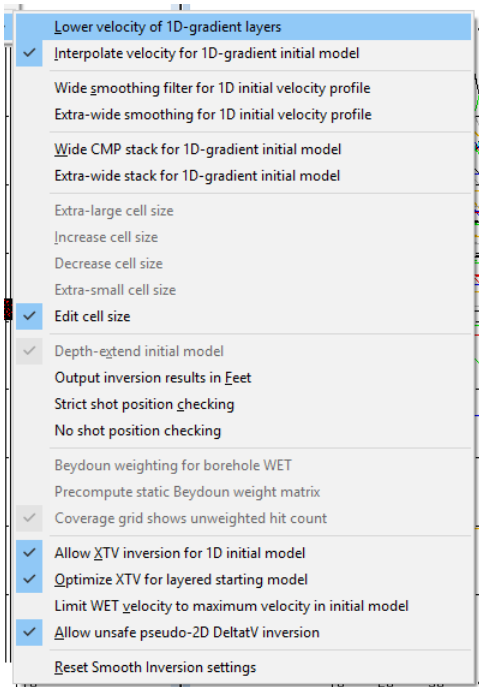 Lower velocity of 1D-gradient layers
Interpolate velocity for 1D-gradient initial model
Wide smoothing filter for 1D initial velocity profile
Extra-wide smoothing for 1D initial velocity profile
Wide CMP stack for 1D-gradient initial model
Extra-wide stack for 1D-gradient initial model
Extra-large cell size
Increase cell size
Decrease cell size
Extra-small cell size
Edit cell size
Depth-extend initial model
Output inversion results in Feet
Strict shot position checking
No shot position checking
Beydoun weighting for borehole WET
Precompute static Beydoun weight matrix
Coverage grid shows unweighted hit count
Allow XTV inversion for 1D initial model
Optimize XTV for layered starting model
Limit WET velocity to maximum velocity in initial model
Allow unsafe pseudo-2D DeltatV inversion
Reset Smooth Inversion settings